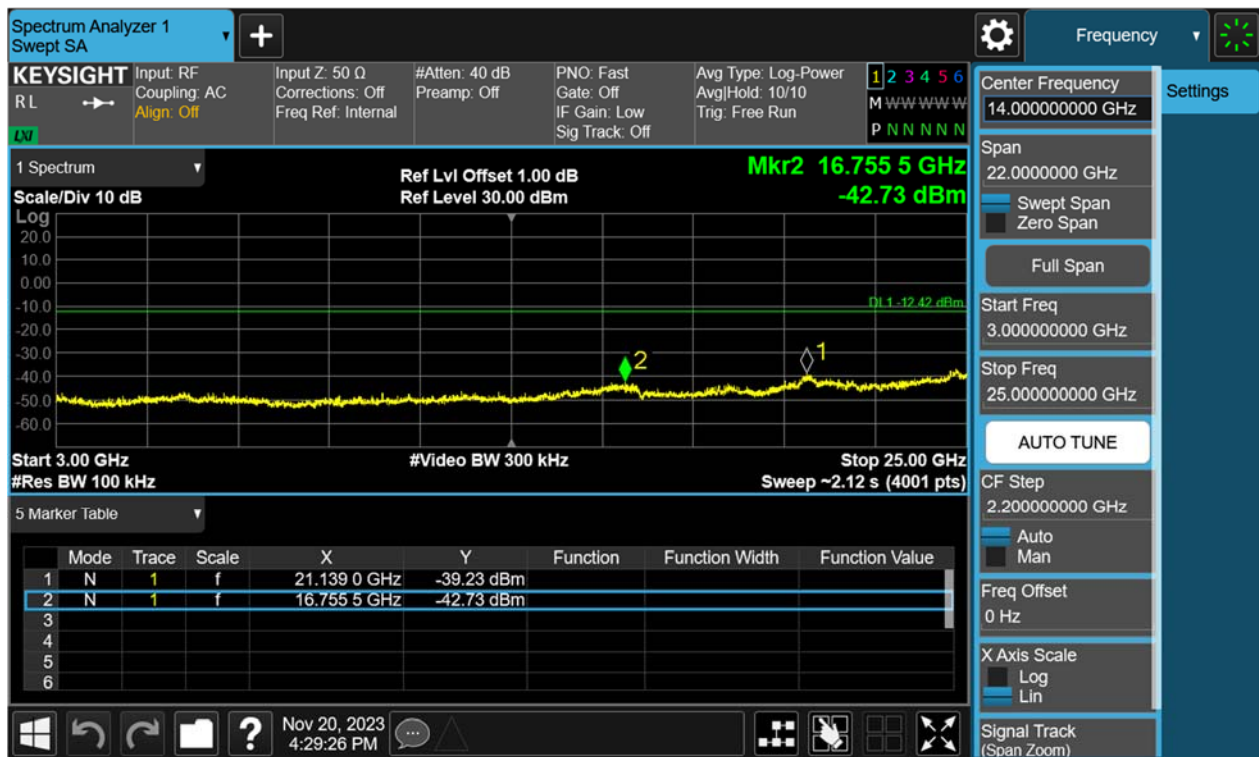 Spectrum Analyzer 1
Swept SA
Frequency
KEYSIGHT
R L
LXI
Input: RF
Coupling: AC
Align: Off
Input Z: 50 Ω
Corrections: Off
Freq Ref: Internal
#Atten: 40 dB
Preamp: Off
PNO: Fast
Gate: Off
IF Gain: Low
Sig Track: Off
Avg Type: Log-Power
Avg|Hold: 10/10
Trig: Free Run
1 2 3 4 5 6
M W W W W W
P N N N N N
1 Spectrum
Scale/Div 10 dB
Ref Lvl Offset 1.00 dB
Ref Level 30.00 dBm
Mkr2 16.755 5 GHz
-42.73 dBm
Log
20.0
10.0
0.00
-10.0
-20.0
-30.0
-40.0
-50.0
-60.0
DL1 -12.42 dBm
2
1
Start 3.00 GHz
#Video BW 300 kHz
Stop 25.00 GHz
#Res BW 100 kHz
Sweep ~2.12 s (4001 pts)
5 Marker Table
Mode Trace Scale X Y Function Function Width Function Value
1 N 1 f 21.139 0 GHz -39.23 dBm
2 N 1 f 16.755 5 GHz -42.73 dBm
3
4
5
6
?
Nov 20, 2023
4:29:26 PM
Center Frequency
14.000000000 GHz
Settings
Span
22.0000000 GHz
Swept Span
Zero Span
Full Span
Start Freq
3.000000000 GHz
Stop Freq
25.000000000 GHz
AUTO TUNE
CF Step
2.200000000 GHz
Auto
Man
Freq Offset
0 Hz
X Axis Scale
Log
Lin
Signal Track
(Span Zoom)